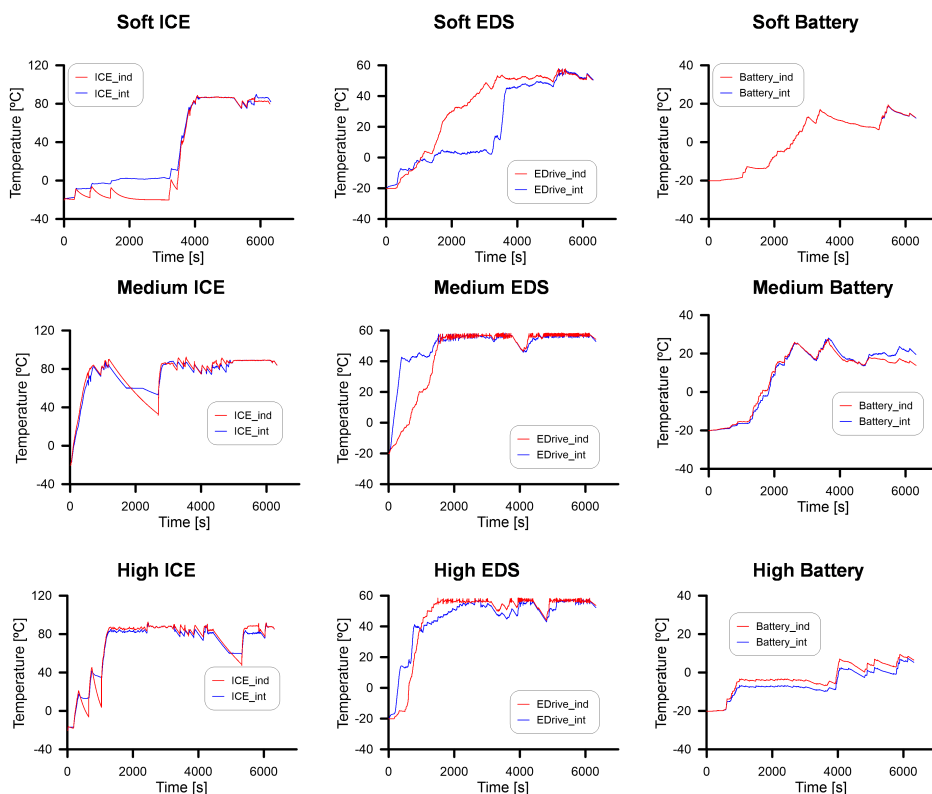 Soft ICE
120
80
40
0
-40
Temperature [ºC]
ICE_ind
ICE_int
0 2000 4000 6000
Time [s]
Soft EDS
60
40
20
0
-20
-40
Temperature [ºC]
EDrive_ind
EDrive_int
0 2000 4000 6000
Time [s]
Soft Battery
40
20
0
-20
-40
Temperature [ºC]
Battery_ind
Battery_int
0 2000 4000 6000
Time [s]
Medium ICE
120
80
40
0
-40
Temperature [ºC]
ICE_ind
ICE_int
0 2000 4000 6000
Time [s]
Medium EDS
60
40
20
0
-20
-40
Temperature [ºC]
EDrive_ind
EDrive_int
0 2000 4000 6000
Time [s]
Medium Battery
40
20
0
-20
-40
Temperature [ºC]
Battery_ind
Battery_int
0 2000 4000 6000
Time [s]
High ICE
120
80
40
0
-40
Temperature [ºC]
ICE_ind
ICE_int
0 2000 4000 6000
Time [s]
High EDS
60
40
20
0
-20
-40
Temperature [ºC]
EDrive_ind
EDrive_int
0 2000 4000 6000
Time [s]
High Battery
40
20
0
-20
-40
Temperature [ºC]
Battery_ind
Battery_int
0 2000 4000 6000
Time [s]